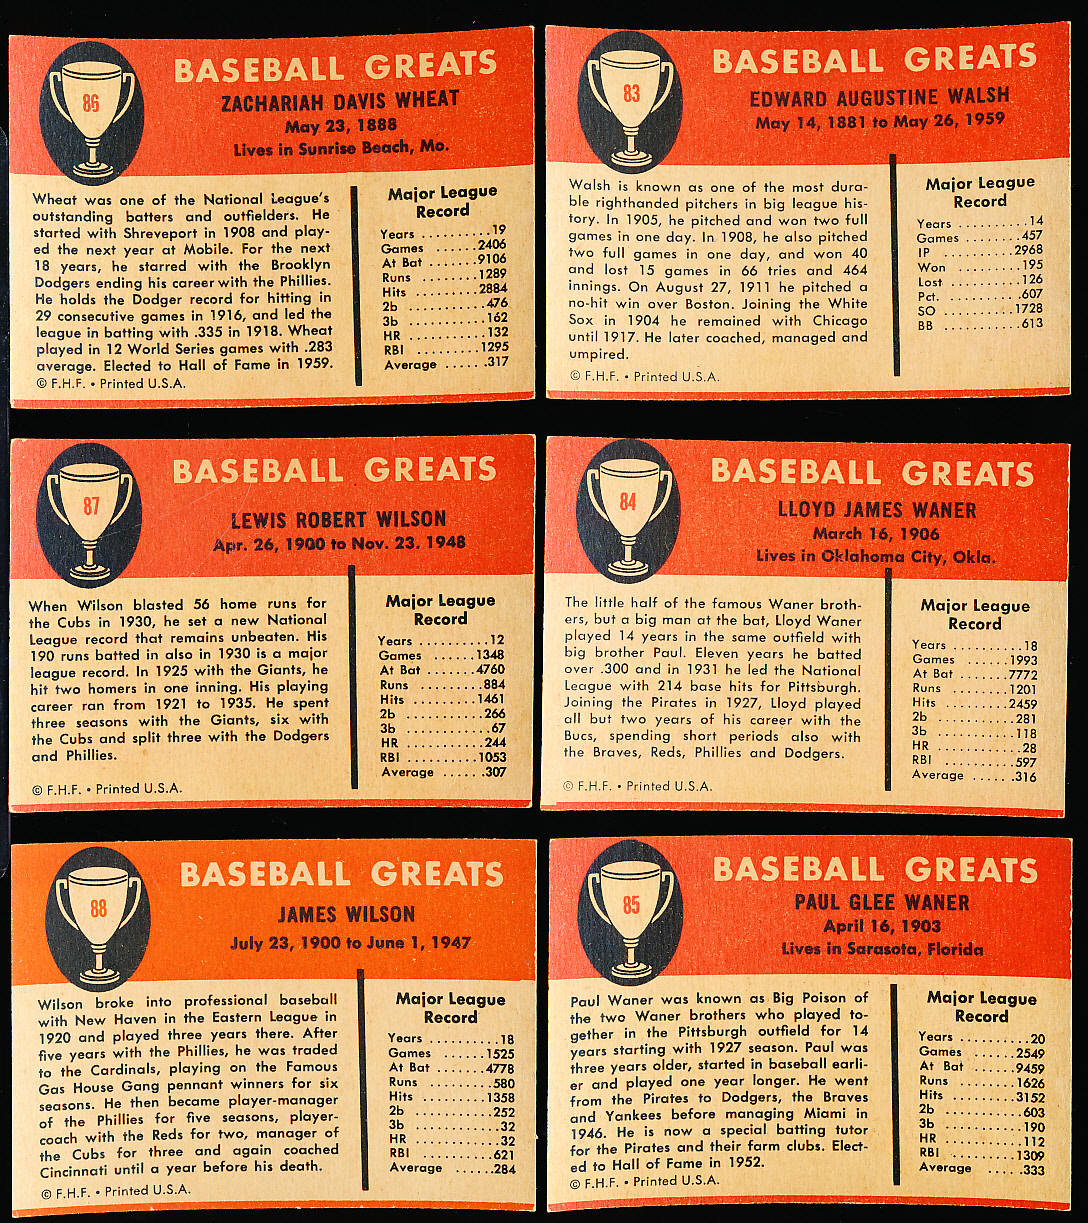 86
BASEBALL GREATS
ZACHARIAH DAVIS WHEAT
May 23, 1888
Lives in Sunrise Beach, Mo.
Wheat was one of the National League's
outstanding batters and outfielders. He
started with Shreveport in 1908 and play-
ed the next year at Mobile. For the next
18 years, he starred with the Brooklyn
Dodgers ending his career with the Phillies.
He holds the Dodger record for hitting in
29 consecutive games in 1916, and led the
league in batting with .335 in 1918. Wheat
played in 12 World Series games with .283
average. Elected to Hall of Fame in 1959.
© F.H.F. • Printed U.S.A.
Major League
Record
Years ..........19
Games ........2406
At Bat .......9106
Runs .........1289
Hits .........2884
2b ............476
3b ............162
HR ............132
RBI ..........1295
Average ......317
83
BASEBALL GREATS
EDWARD AUGUSTINE WALSH
May 14, 1881 to May 26, 1959
Walsh is known as one of the most dura-
ble righthanded pitchers in big league his-
tory. In 1905, he pitched and won two full
games in one day. In 1908, he also pitched
two full games in one day, and won 40
and lost 15 games in 66 tries and 464
innings. On August 27, 1911 he pitched a
no-hit win over Boston. Joining the White
Sox in 1904 he remained with Chicago
until 1917. He later coached, managed and
umpired.
© F.H.F. • Printed U.S.A.
Major League
Record
Years ..........14
Games .........457
IP ...........2968
Won ...........195
Lost ..........126
Pct. .........607
SO ...........1728
BB ............613
87
BASEBALL GREATS
LEWIS ROBERT WILSON
Apr. 26, 1900 to Nov. 23. 1948
When Wilson blasted 56 home runs for
the Cubs in 1930, he set a new National
League record that remains unbeaten. His
190 runs batted in also in 1930 is a major
league record. In 1925 with the Giants, he
hit two homers in one inning. His playing
career ran from 1921 to 1935. He spent
three seasons with the Giants, six with
the Cubs and split three with the Dodgers
and Phillies.
© F.H.F. • Printed U.S.A.
Major League
Record
Years ..........12
Games .......1348
At Bat .......4760
Runs .........884
Hits .........1461
2b ............266
3b .............67
HR ............244
RBI ..........1053
Average ......307
84
BASEBALL GREATS
LLOYD JAMES WANER
March 16, 1906
Lives in Oklahoma City, Okla.
The little half of the famous Waner broth-
ers, but a big man at the bat, Lloyd Waner
played 14 years in the same outfield with
big brother Paul. Eleven years he batted
over .300 and in 1931 he led the National
League with 214 base hits for Pittsburgh.
Joining the Pirates in 1927, Lloyd played
all but two years of his career with the
Bucs, spending short periods also with
the Braves, Reds, Phillies and Dodgers.
© F.H.F. • Printed U.S.A.
Major League
Record
Years ..........18
Games .......1993
At Bat .......7772
Runs .........1201
Hits .........2459
2b ............281
3b ............118
HR .............28
RBI ...........597
Average ......316
88
BASEBALL GREATS
JAMES WILSON
July 23, 1900 to June 1, 1947
Wilson broke into professional baseball
with New Haven in the Eastern League in
1920 and played three years there. After
five years with the Phillies, he was traded
to the Cardinals, playing on the Famous
Gas House Gang pennant winners for six
seasons. He then became player-manager
of the Phillies for five seasons, player-
coach with the Reds for two, manager of
the Cubs for three and again coached
Cincinnati until a year before his death.
© F.H.F. • Printed U.S.A.
Major League
Record
Years ..........18
Games .......1525
At Bat .......4778
Runs .........580
Hits .........1358
2b ............252
3b .............32
HR .............32
RBI ...........621
Average ......284
85
BASEBALL GREATS
PAUL GLEE WANER
April 16, 1903
Lives in Sarasota, Florida
Paul Waner was known as Big Poison of
the two Waner brothers who played to-
gether in the Pittsburgh outfield for 14
years starting with 1927 season. Paul was
three years older, started in baseball earli-
er and played one year longer. He went
from the Pirates to Dodgers, the Braves
and Yankees before managing Miami in
1946. He is now a special batting tutor
for the Pirates and their farm clubs. Elect-
ed to Hall of Fame in 1952.
© F.H.F. • Printed U.S.A.
Major League
Record
Years ..........20
Games .......2549
At Bat .......9459
Runs .........1626
Hits .........3152
2b ............603
3b ............190
HR ............112
RBI ..........1309
Average ......333